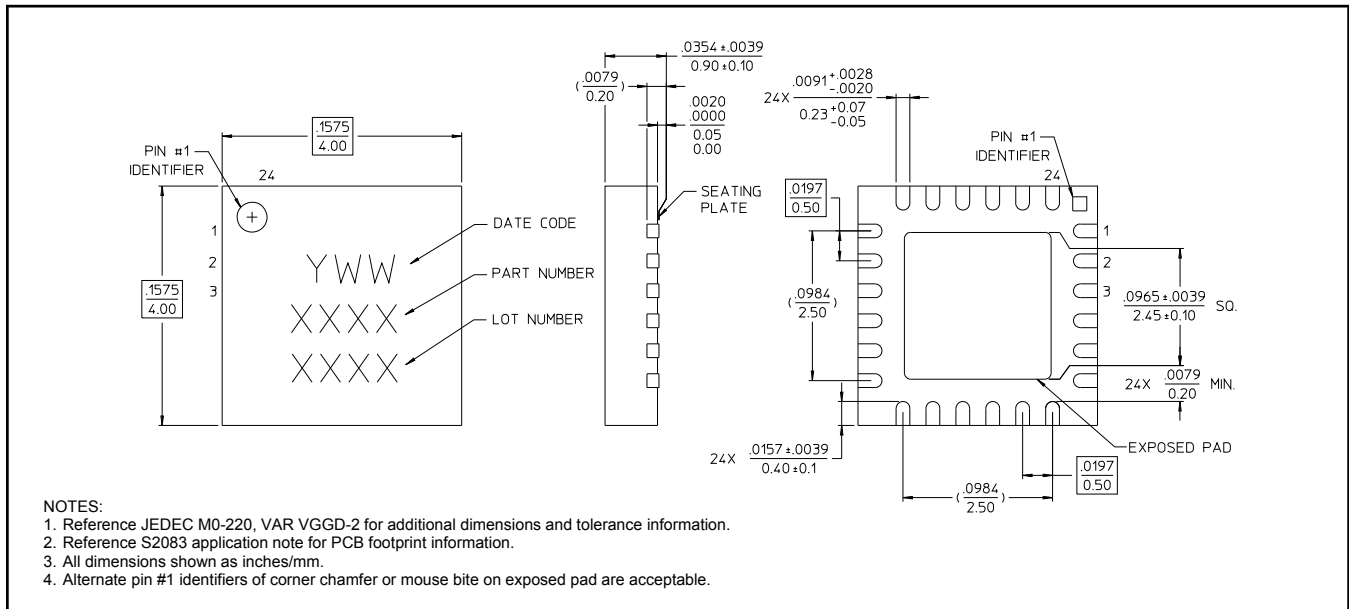 .1575
4.00
PIN #1
IDENTIFIER
24
1
2
3
.1575
4.00
DATE CODE
YWW
PART NUMBER
XXXX
LOT NUMBER
XXXX
.0354 ±.0039
0.90 ±0.10
(.0079
0.20)
.0020
.0000
0.05
0.00
SEATING
PLATE
24X .0091 +.0028
-.0020
0.23 +0.07
-0.05
PIN #1
IDENTIFIER
24
.0197
0.50
1
2
3
(.0984
2.50)
.0965 ±.0039
2.45 ±0.10 SQ.
24X .0079
0.20 MIN.
24X .0157 ±.0039
0.40 ±0.1
EXPOSED PAD
.0197
0.50
(.0984
2.50)
NOTES:
1. Reference JEDEC M0-220, VAR VGGD-2 for additional dimensions and tolerance information.
2. Reference S2083 application note for PCB footprint information.
3. All dimensions shown as inches/mm.
4. Alternate pin #1 identifiers of corner chamfer or mouse bite on exposed pad are acceptable.